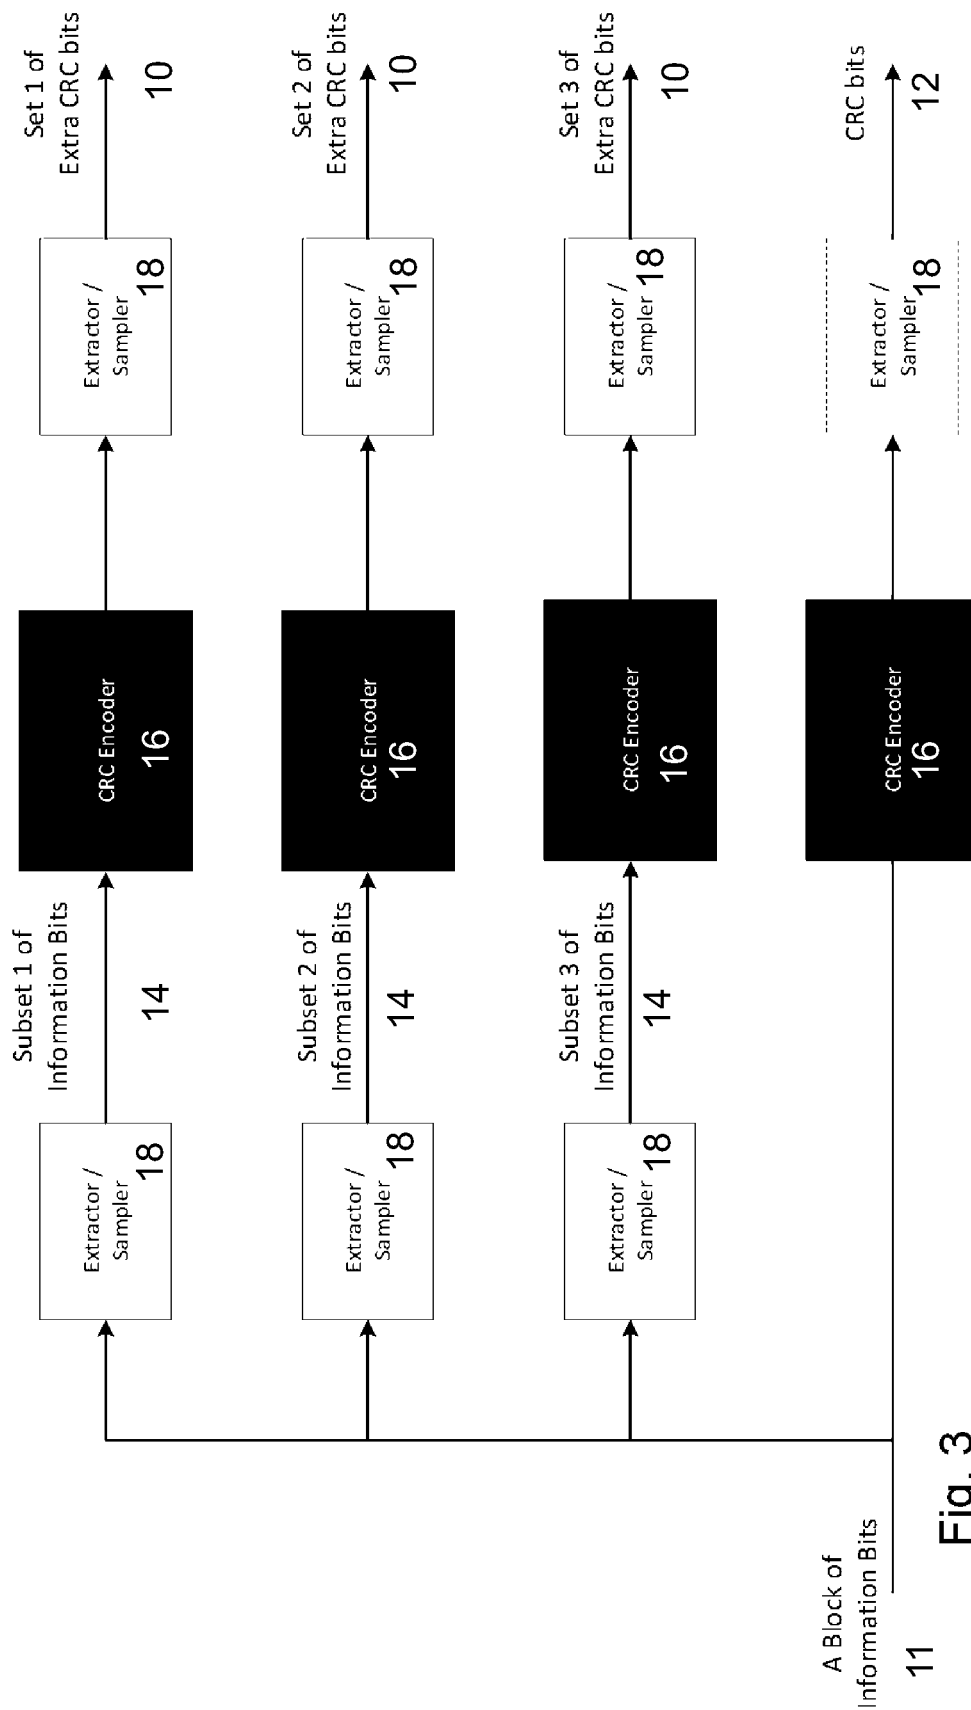 Extractor /
Sampler
18
Subset 1 of
Information Bits
14
CRC Encoder
16
Extractor /
Sampler
18
Set 1 of
Extra CRC bits
10
Extractor /
Sampler
18
Subset 2 of
Information Bits
14
CRC Encoder
16
Extractor /
Sampler
18
Set 2 of
Extra CRC bits
10
Extractor /
Sampler
18
Subset 3 of
Information Bits
14
CRC Encoder
16
Extractor /
Sampler
18
Set 3 of
Extra CRC bits
10
A Block of
Information Bits
11
CRC Encoder
16
Extractor /
Sampler
18
CRC bits
12
Fig. 3